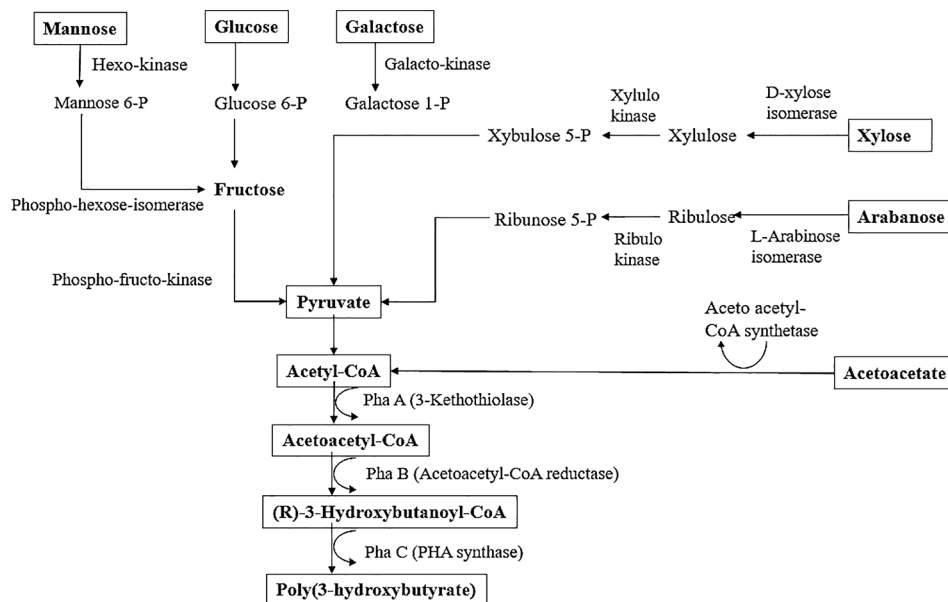 Mannose
Glucose
Galactose
Hexo-kinase
Galacto-kinase
Mannose 6-P
Glucose 6-P
Galactose 1-P
Xylulo
kinase
D-xylose
isomerase
Xybulose 5-P
Xylulose
Xylose
Fructose
Phospho-hexose-isomerase
Ribunose 5-P
Ribulose
Arabanose
Ribulo
kinase
L-Arabinose
isomerase
Phospho-fructo-kinase
Pyruvate
Aceto acetyl-
CoA synthetase
Acetyl-CoA
Acetoacetate
Pha A (3-Kethothiolase)
Acetoacetyl-CoA
Pha B (Acetoacetyl-CoA reductase)
(R)-3-Hydroxybutanoyl-CoA
Pha C (PHA synthase)
Poly(3-hydroxybutyrate)